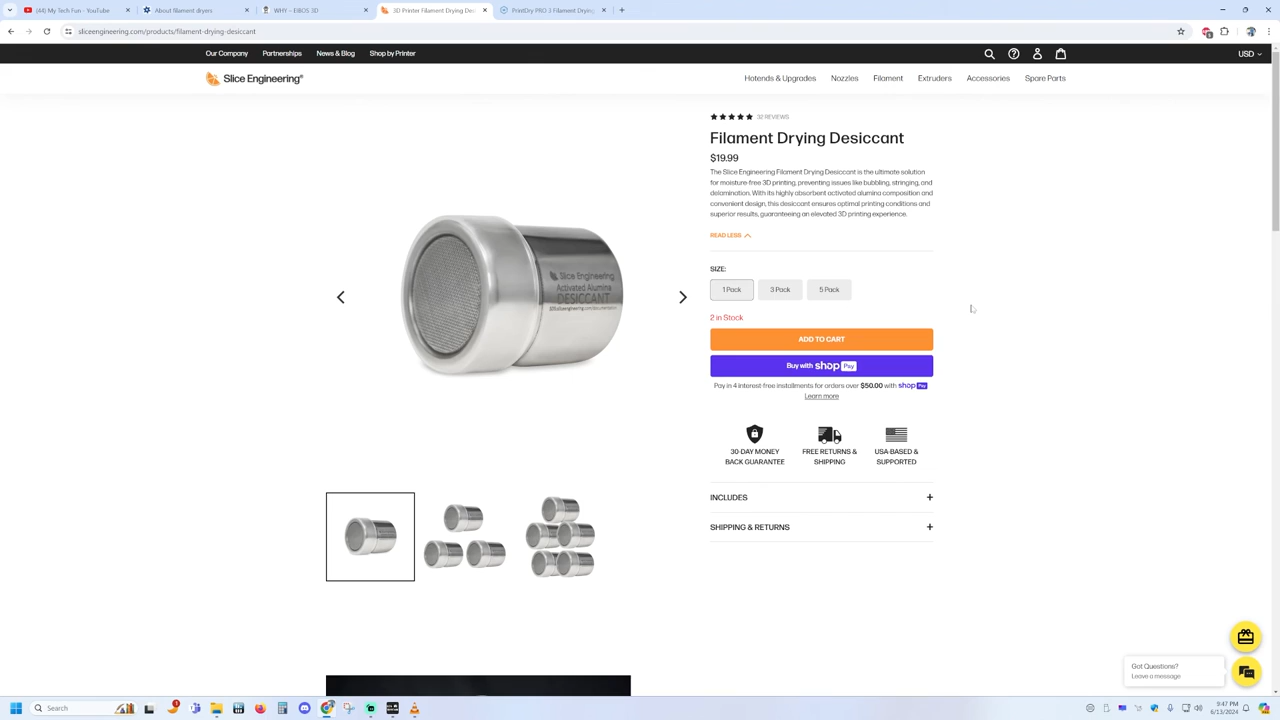 (44) My Tech Fun - YouTube
About filament dryers
WHY – EIBOS 3D
3D Printer Filament Drying Des
PrintDry PRO 3 Filament Drying
sliceengineering.com/products/filament-drying-desiccant
Our Company Partnerships News & Blog Shop by Printer
USD
Slice Engineering®
Hotends & Upgrades Nozzles Filament Extruders Accessories Spare Parts
32 REVIEWS
Filament Drying Desiccant
$19.99
The Slice Engineering Filament Drying Desiccant is the ultimate solution
for moisture-free 3D printing, preventing issues like bubbling, stringing, and
delamination. With its highly absorbent activated alumina composition and
convenient design, this desiccant ensures optimal printing conditions and
superior results, guaranteeing an elevated 3D printing experience.
READ LESS
SIZE:
1 Pack 3 Pack 5 Pack
2 in Stock
ADD TO CART
Buy with shop Pay
Pay in 4 interest-free installments for orders over $50.00 with shop Pay
Learn more
30-DAY MONEY
BACK GUARANTEE
FREE RETURNS &
SHIPPING
USA-BASED &
SUPPORTED
INCLUDES
SHIPPING & RETURNS
Slice Engineering
Activated Alumina
DESICCANT
Got Questions?
Leave a message
Search
9:47 PM
6/13/2024